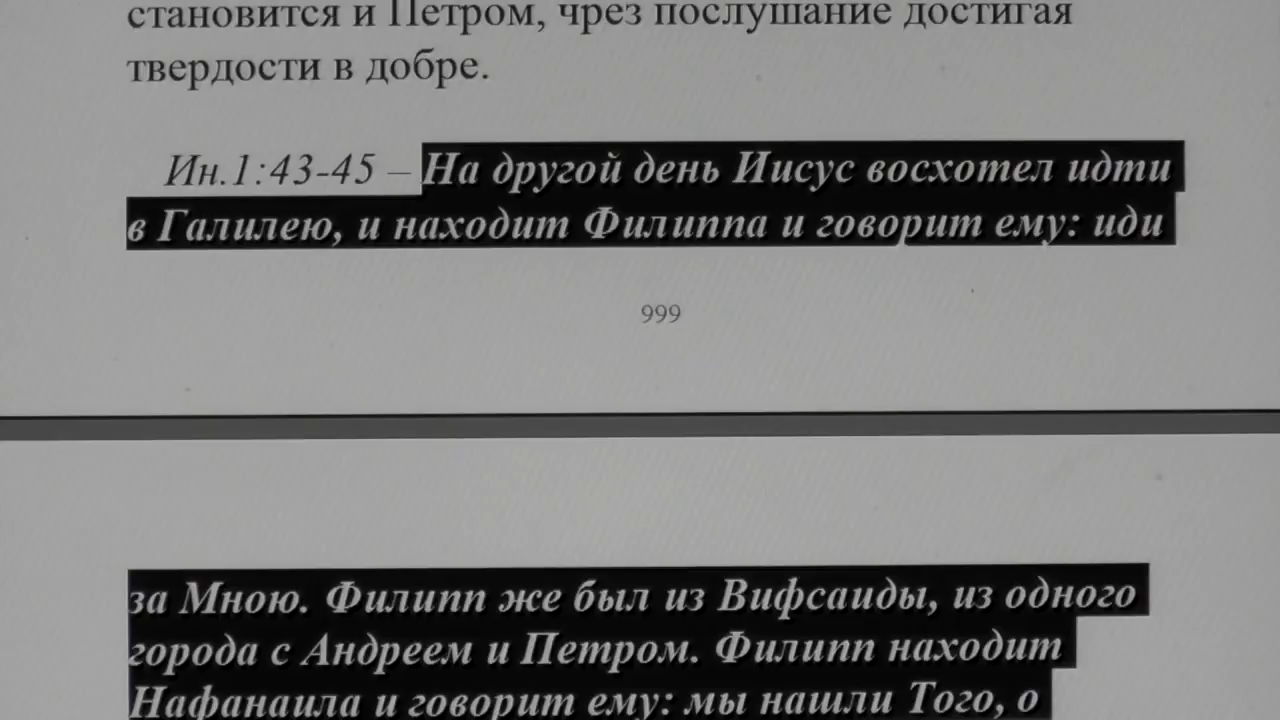 становится и Петром, чрез послушание достигая
твердости в добре.
Ин.1:43-45 – На другой день Иисус восхотел идти
в Галилею, и находит Филиппа и говорит ему: иди
999
за Мною. Филипп же был из Вифсаиды, из одного
города с Андреем и Петром. Филипп находит
Нафанаила и говорит ему: мы нашли Того, о